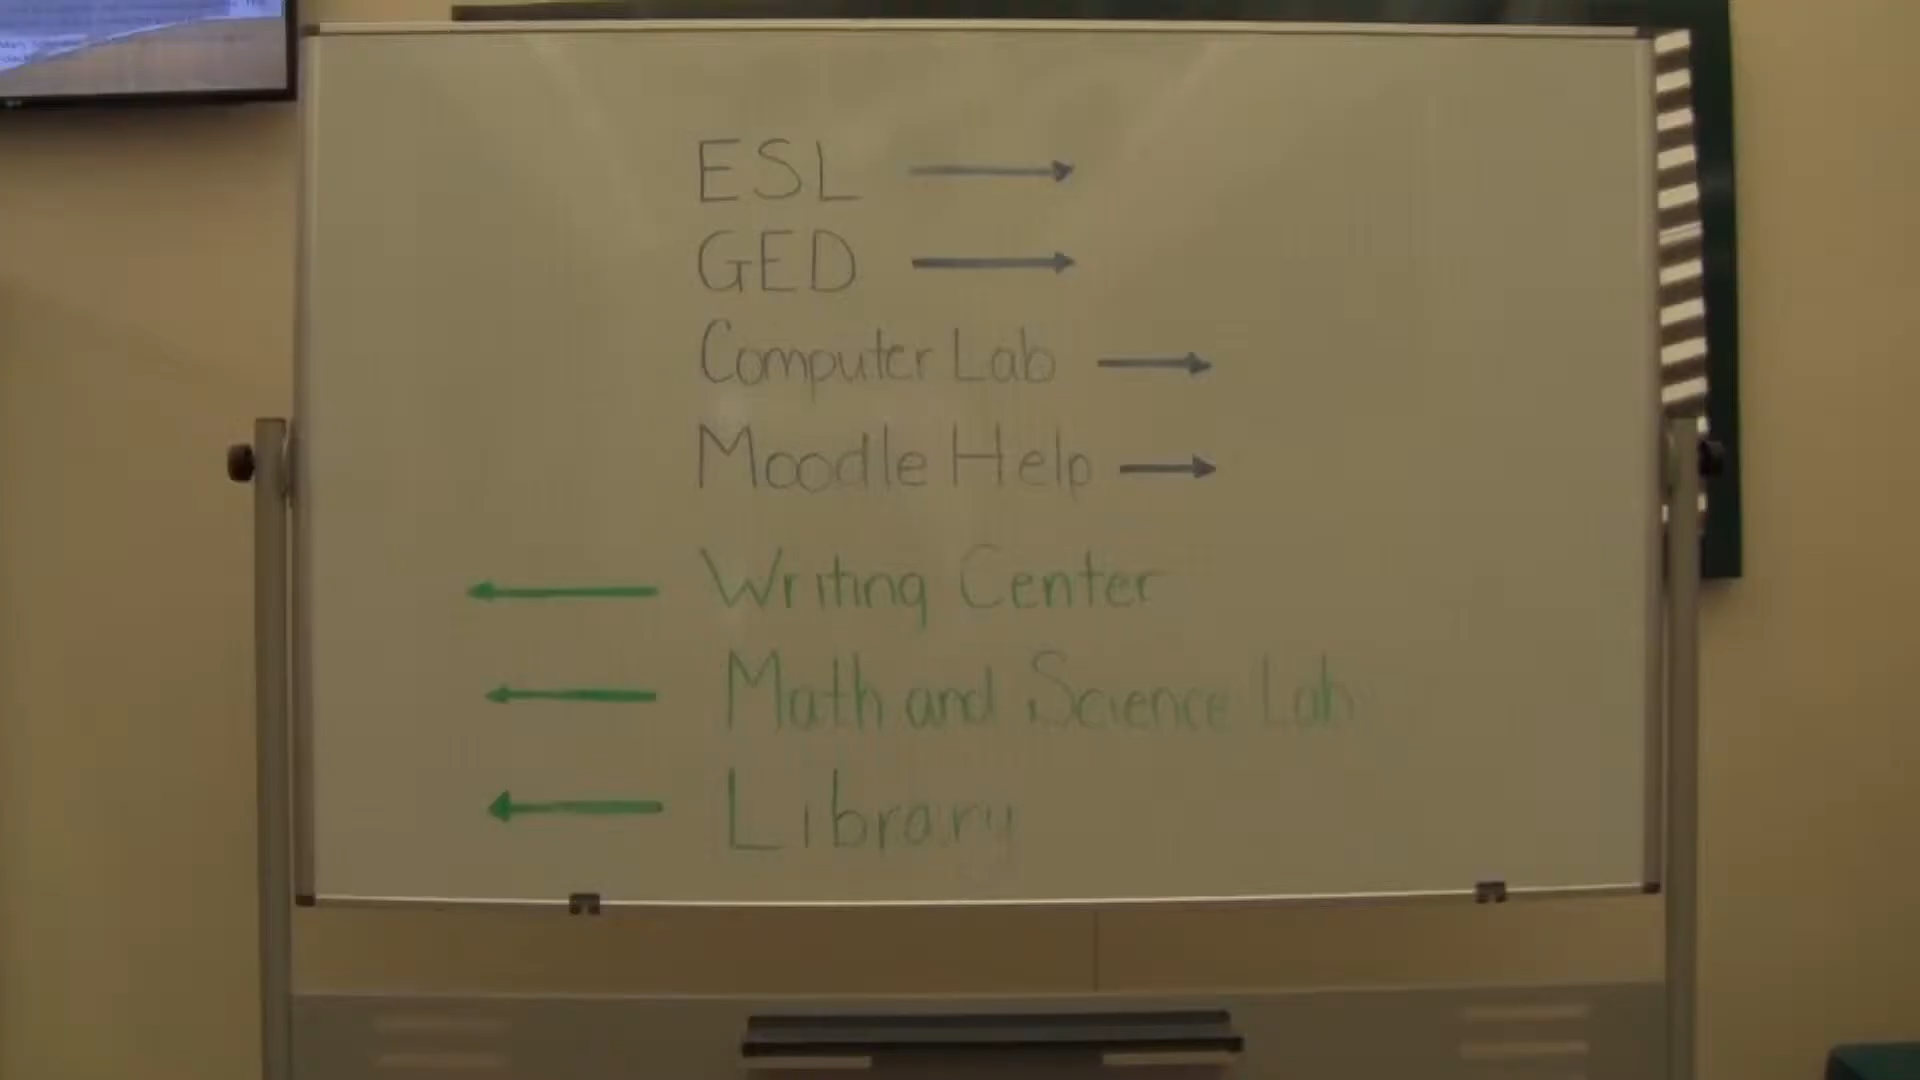 ESL →
GED →
Computer Lab →
Moodle Help →
← Writing Center
← Math and Science Lab
← Library